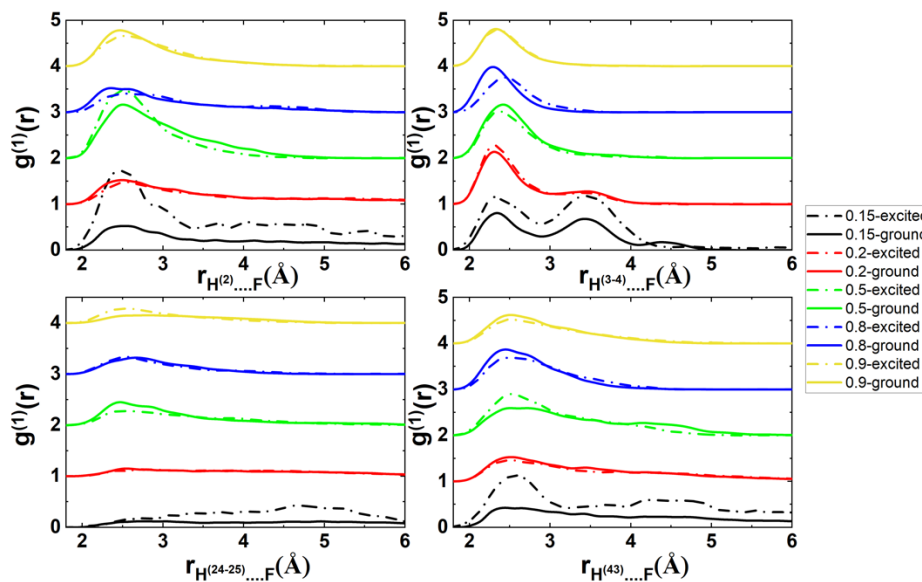 g(1)(r)
5
4
3
2
1
0
2 3 4 5 6
rH(2)....F(Å)
g(1)(r)
5
4
3
2
1
0
2 3 4 5 6
rH(3-4)....F(Å)
0.15-excited
0.15-ground
0.2-excited
0.2-ground
0.5-excited
0.5-ground
0.8-excited
0.8-ground
0.9-excited
0.9-ground
g(1)(r)
4
3
2
1
0
2 3 4 5 6
rH(24-25)....F(Å)
g(1)(r)
5
4
3
2
1
0
2 3 4 5 6
rH(43)....F(Å)